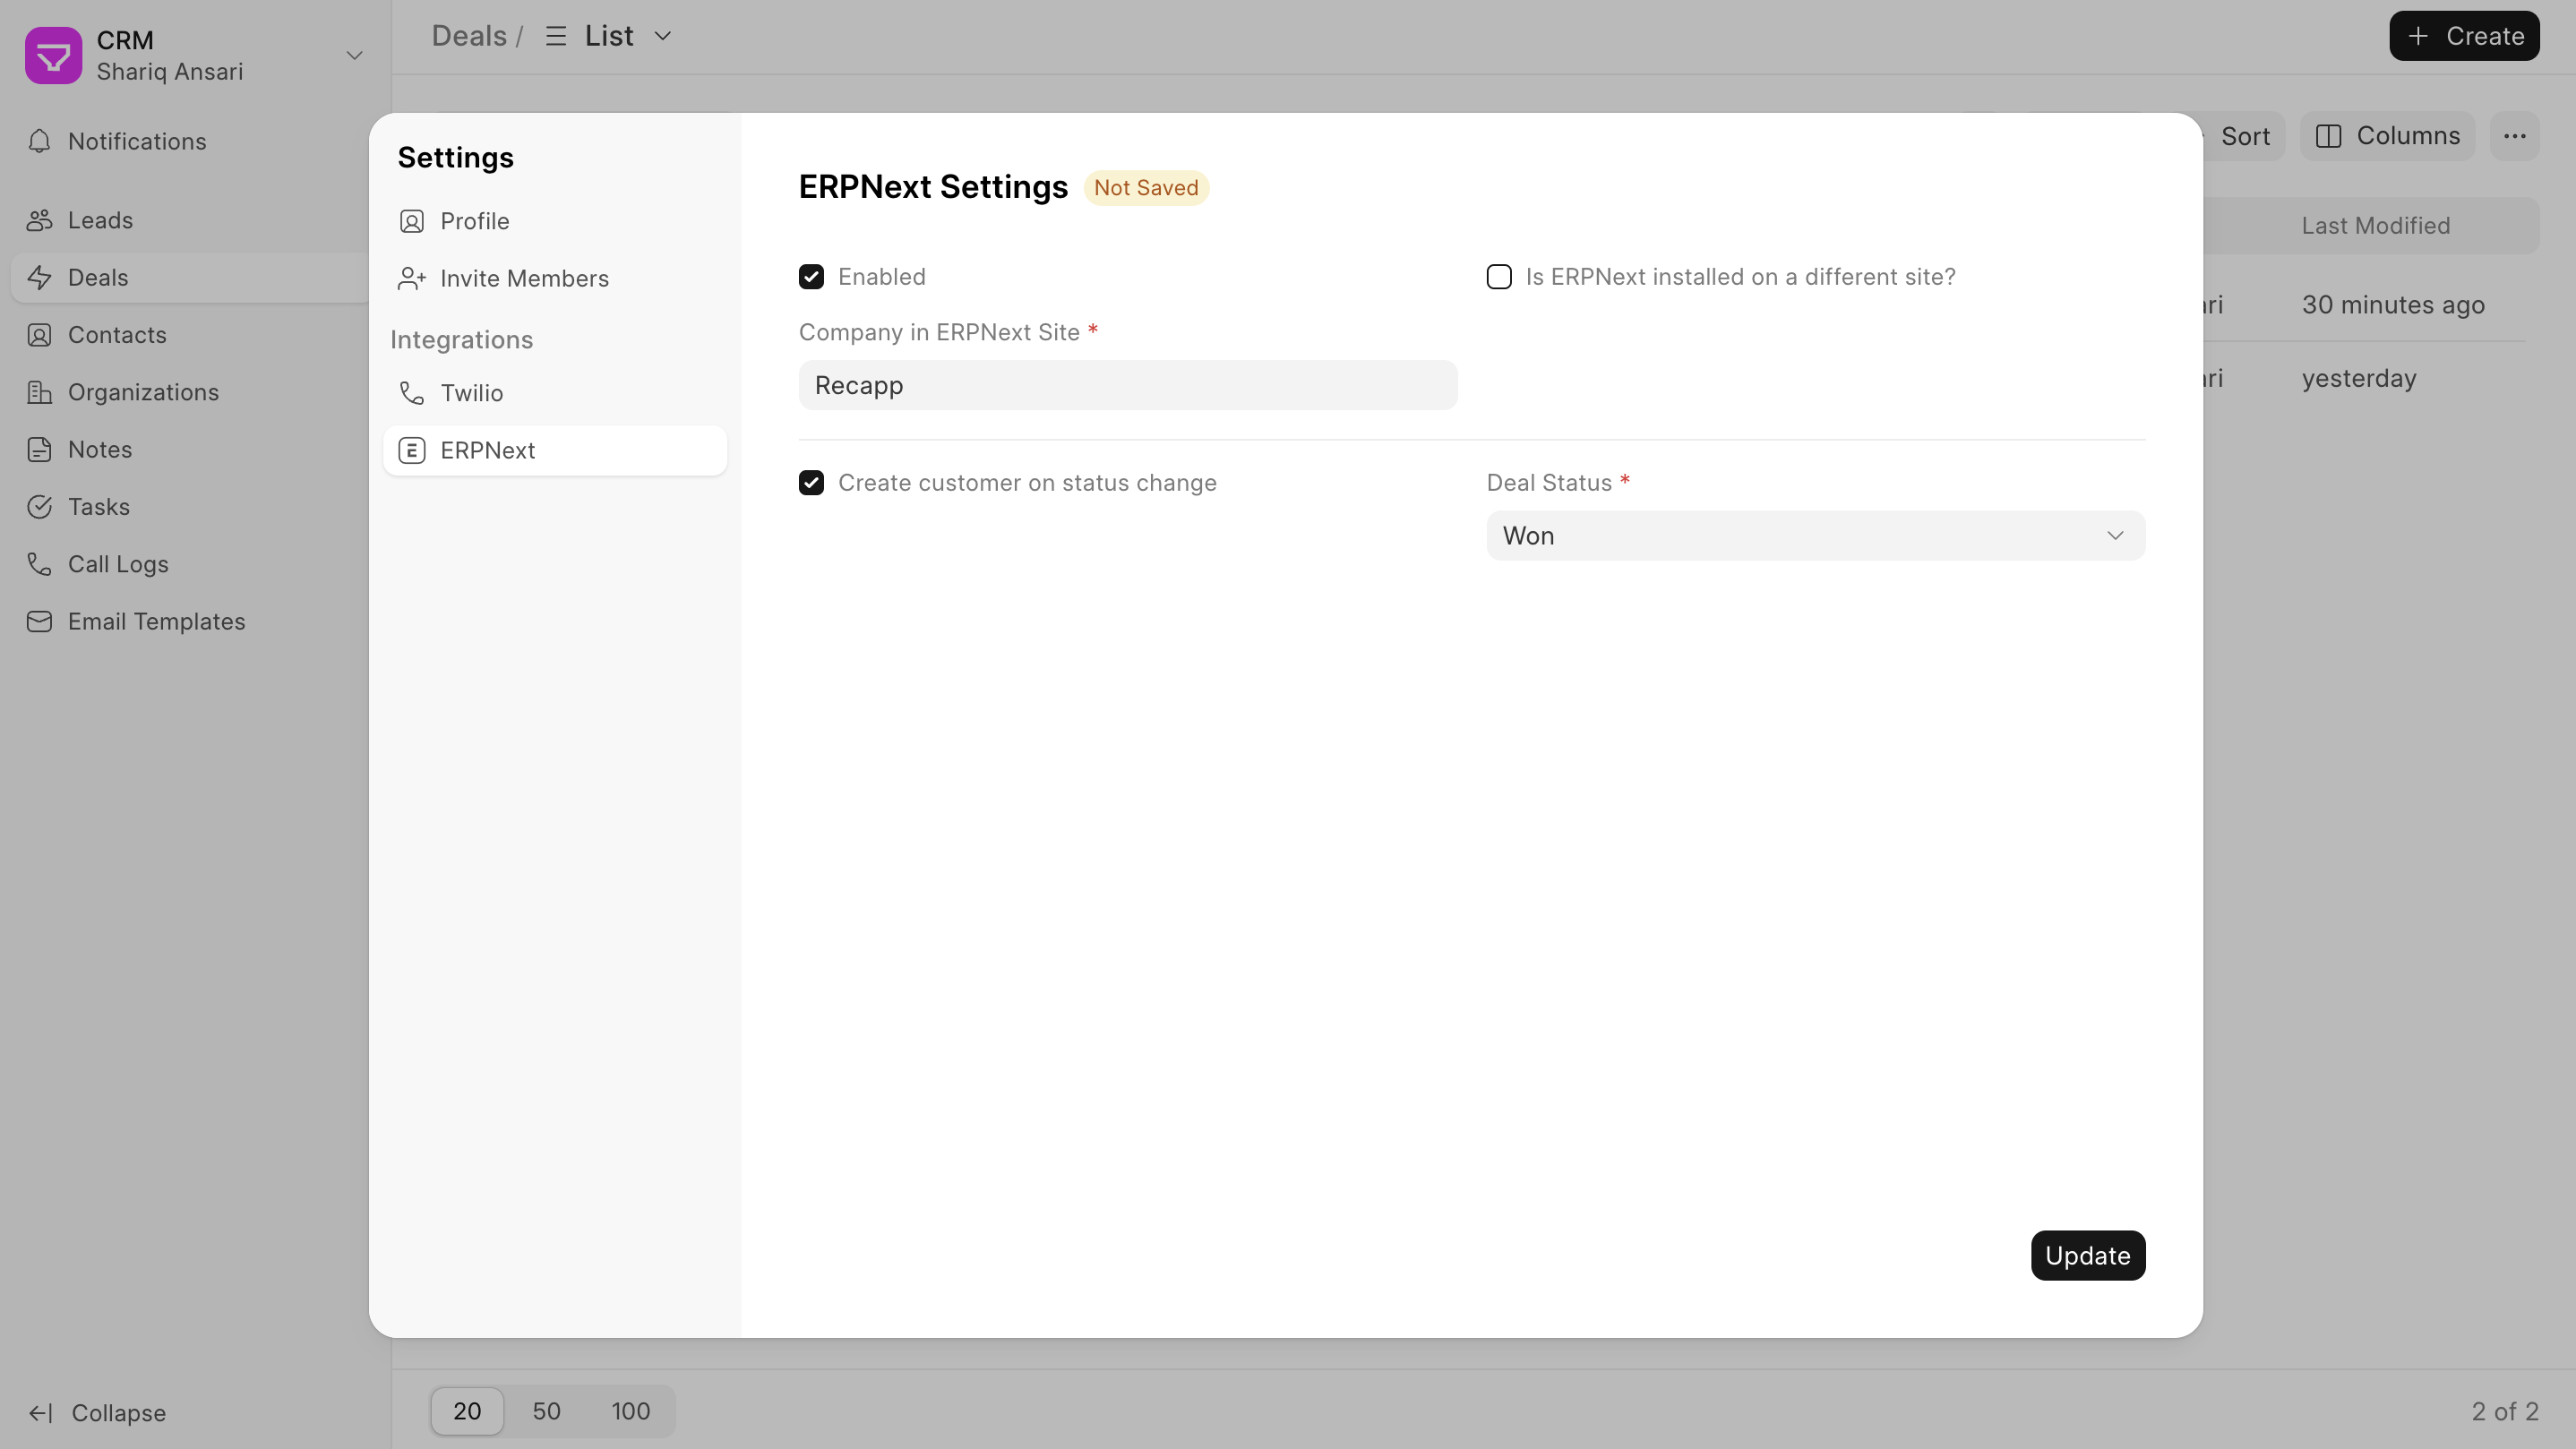 CRM
Shariq Ansari
Notifications
Leads
Deals
Contacts
Organizations
Notes
Tasks
Call Logs
Email Templates
Collapse
Deals / List
Create
Sort
Columns
Last Modified
30 minutes ago
yesterday
Settings
Profile
Invite Members
Integrations
Twilio
ERPNext
ERPNext Settings Not Saved
Enabled
Is ERPNext installed on a different site?
Company in ERPNext Site *
Recapp
Create customer on status change
Deal Status *
Won
Update
20 50 100
2 of 2